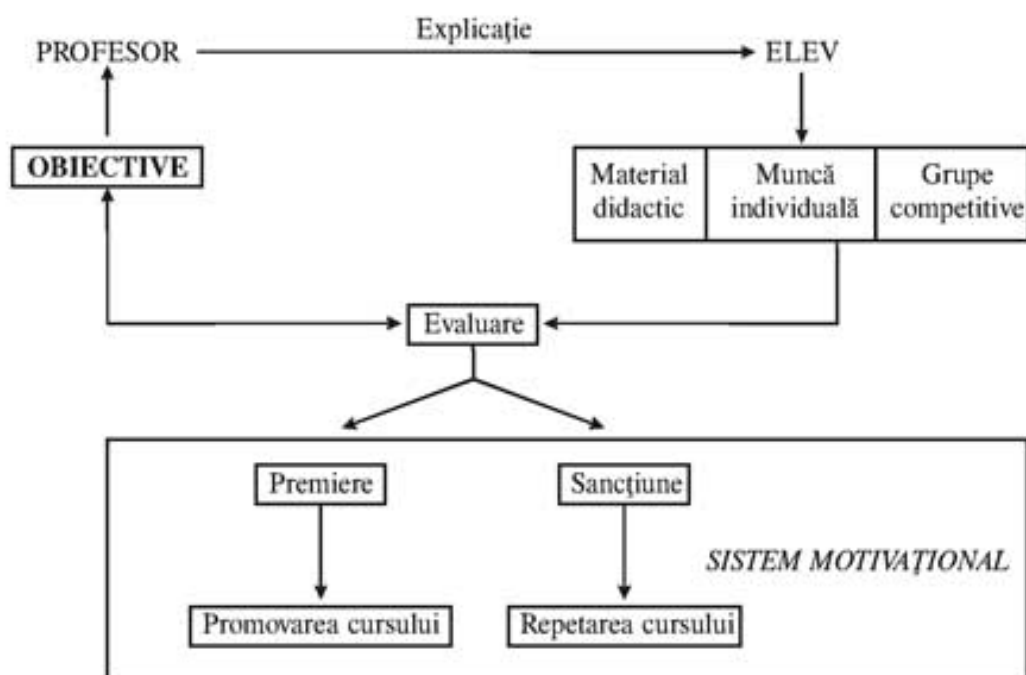 Explicaţie
PROFESOR
ELEV
OBIECTIVE
Material
didactic
Muncă
individuală
Grupe
competitive
Evaluare
Premiere
Sancţiune
SISTEM MOTIVAŢIONAL
Promovarea cursului
Repetarea cursului